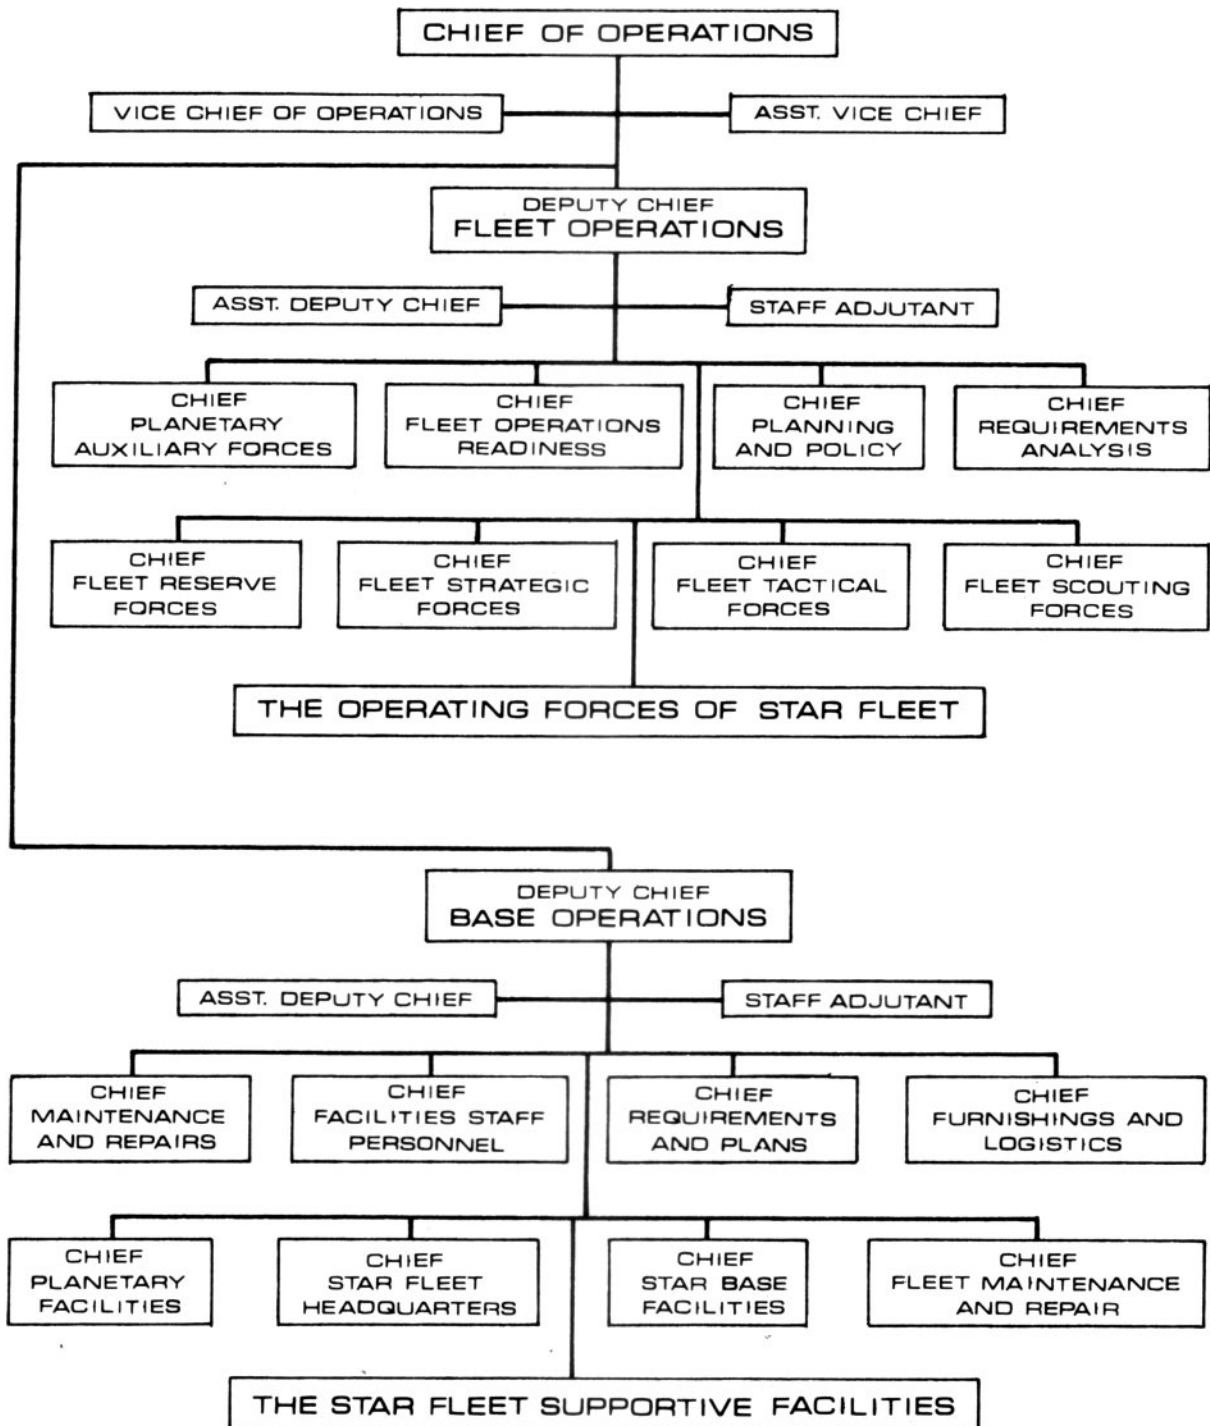 CHIEF OF OPERATIONS
VICE CHIEF OF OPERATIONS
ASST. VICE CHIEF
DEPUTY CHIEF
FLEET OPERATIONS
ASST. DEPUTY CHIEF
STAFF ADJUTANT
CHIEF
PLANETARY
AUXILIARY FORCES
CHIEF
FLEET OPERATIONS
READINESS
CHIEF
PLANNING
AND POLICY
CHIEF
REQUIREMENTS
ANALYSIS
CHIEF
FLEET RESERVE
FORCES
CHIEF
FLEET STRATEGIC
FORCES
CHIEF
FLEET TACTICAL
FORCES
CHIEF
FLEET SCOUTING
FORCES
THE OPERATING FORCES OF STAR FLEET
DEPUTY CHIEF
BASE OPERATIONS
ASST. DEPUTY CHIEF
STAFF ADJUTANT
CHIEF
MAINTENANCE
AND REPAIRS
CHIEF
FACILITIES STAFF
PERSONNEL
CHIEF
REQUIREMENTS
AND PLANS
CHIEF
FURNISHINGS AND
LOGISTICS
CHIEF
PLANETARY
FACILITIES
CHIEF
STAR FLEET
HEADQUARTERS
CHIEF
STAR BASE
FACILITIES
CHIEF
FLEET MAINTENANCE
AND REPAIR
THE STAR FLEET SUPPORTIVE FACILITIES